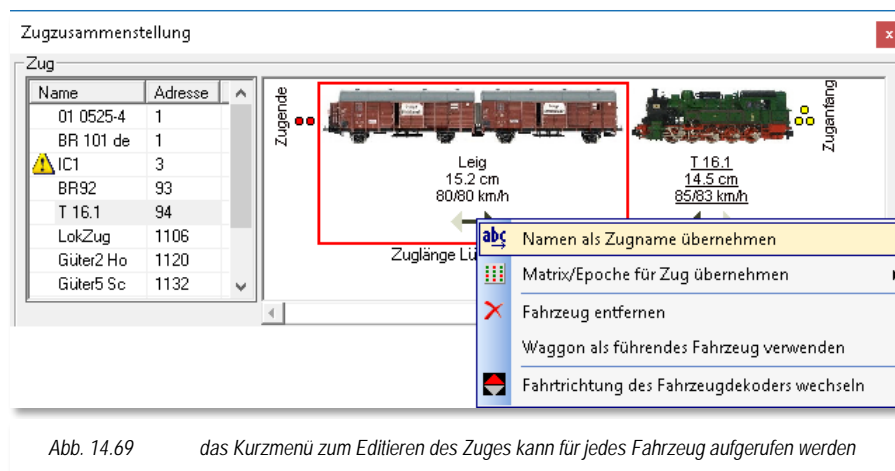 Zugzusammenstellung
x
Zug
Name Adresse
01 0525-4 1
BR 101 de 1
IC1 3
BR92 93
T 16.1 94
LokZug 1106
Güter2 Ho 1120
Güter5 Sc 1132
Zugende
Zuganfang
Leig
15.2 cm
80/80 km/h
T 16.1
14.5 cm
85/83 km/h
Zuglänge Lü
abc Namen als Zugname übernehmen
Matrix/Epoche für Zug übernehmen
Fahrzeug entfernen
Waggon als führendes Fahrzeug verwenden
Fahrtrichtung des Fahrzeugdekoders wechseln
Abb. 14.69 das Kurzmenü zum Editieren des Zuges kann für jedes Fahrzeug aufgerufen werden